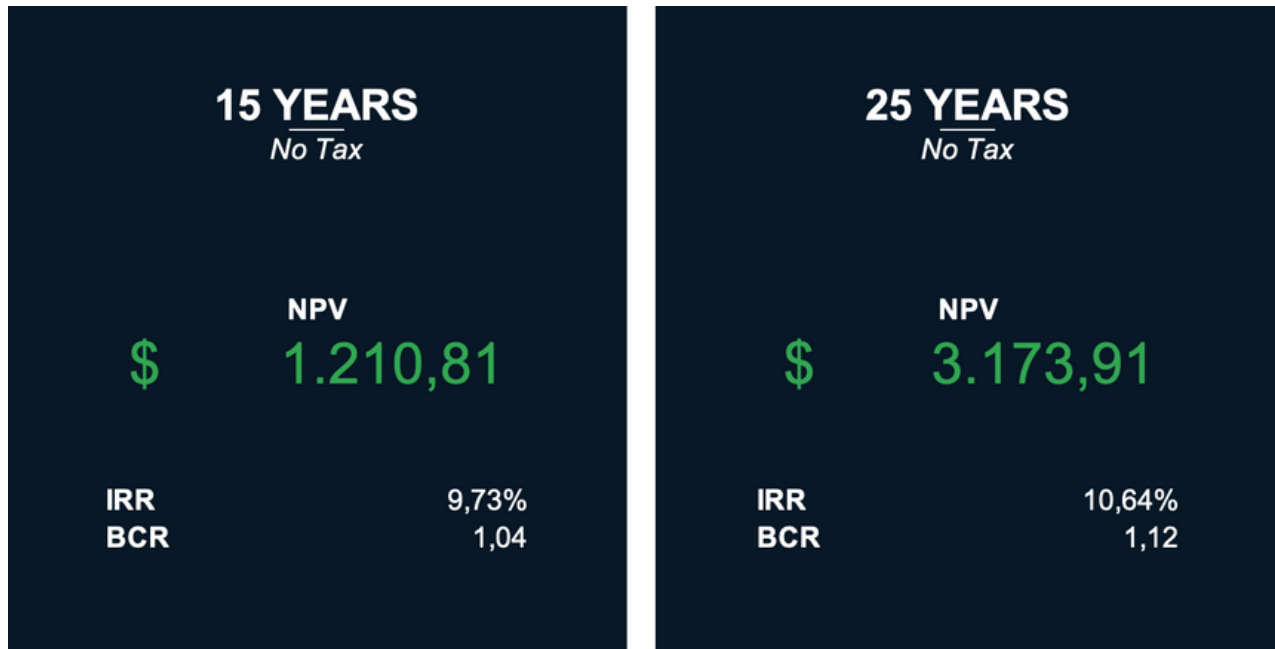 15 YEARS
No Tax
NPV
$ 1.210,81
IRR 9,73%
BCR 1,04
25 YEARS
No Tax
NPV
$ 3.173,91
IRR 10,64%
BCR 1,12